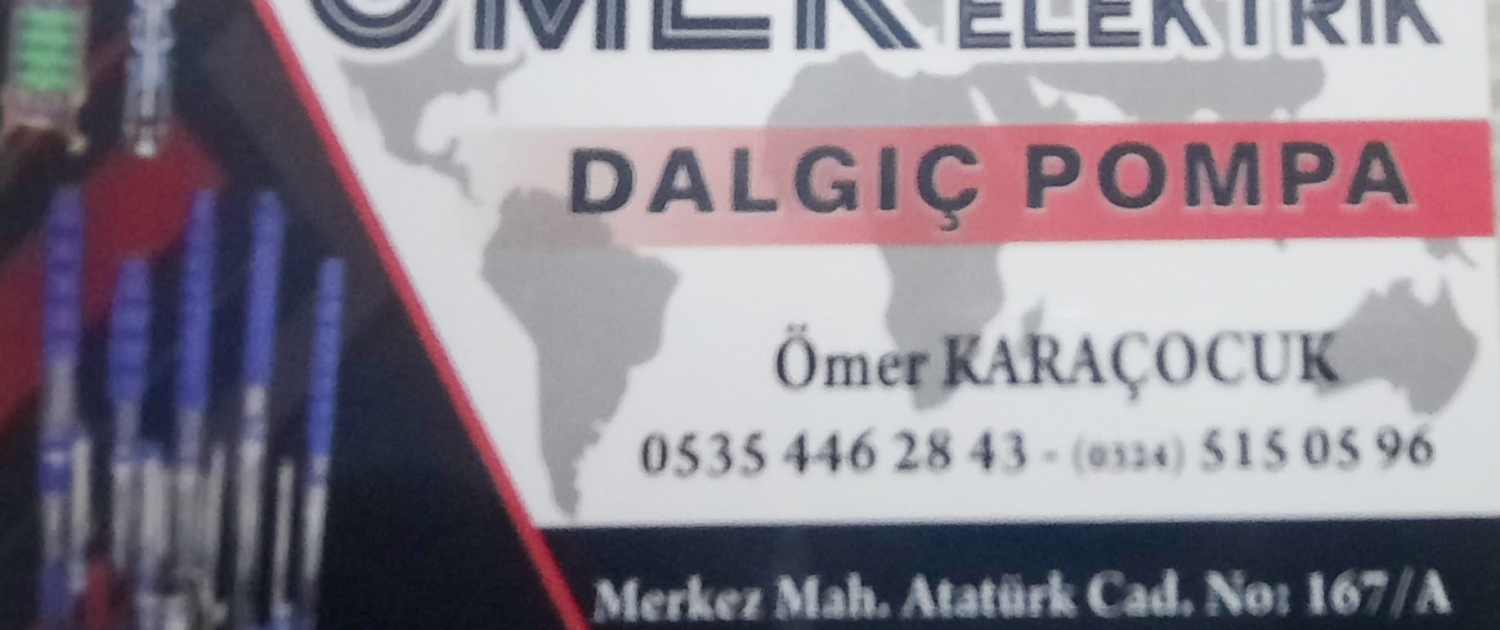 ÖMER ELEKTRİK
DALGIÇ POMPA
Ömer KARAÇOCUK
0535 446 28 43 - (0324) 515 05 96
Merkez Mah. Atatürk Cad. No: 167/A